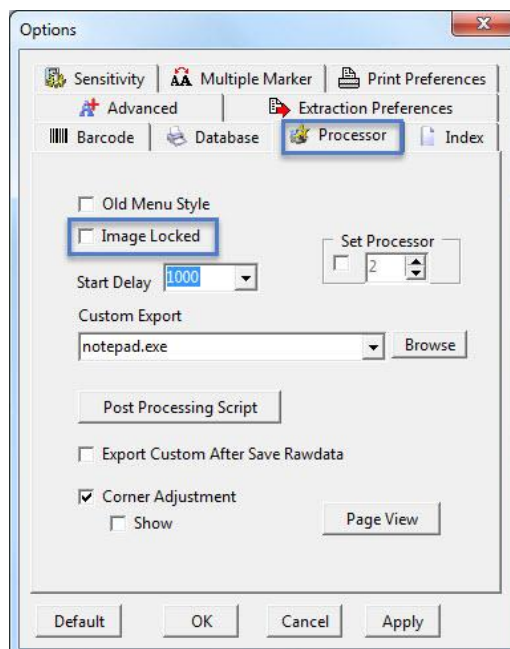 Options
Sensitivity Multiple Marker Print Preferences
Advanced Extraction Preferences
Barcode Database Processor Index
Old Menu Style
Image Locked
Set Processor
2
Start Delay 1000
Custom Export
notepad.exe Browse
Post Processing Script
Export Custom After Save Rawdata
Corner Adjustment
Show
Page View
Default OK Cancel Apply